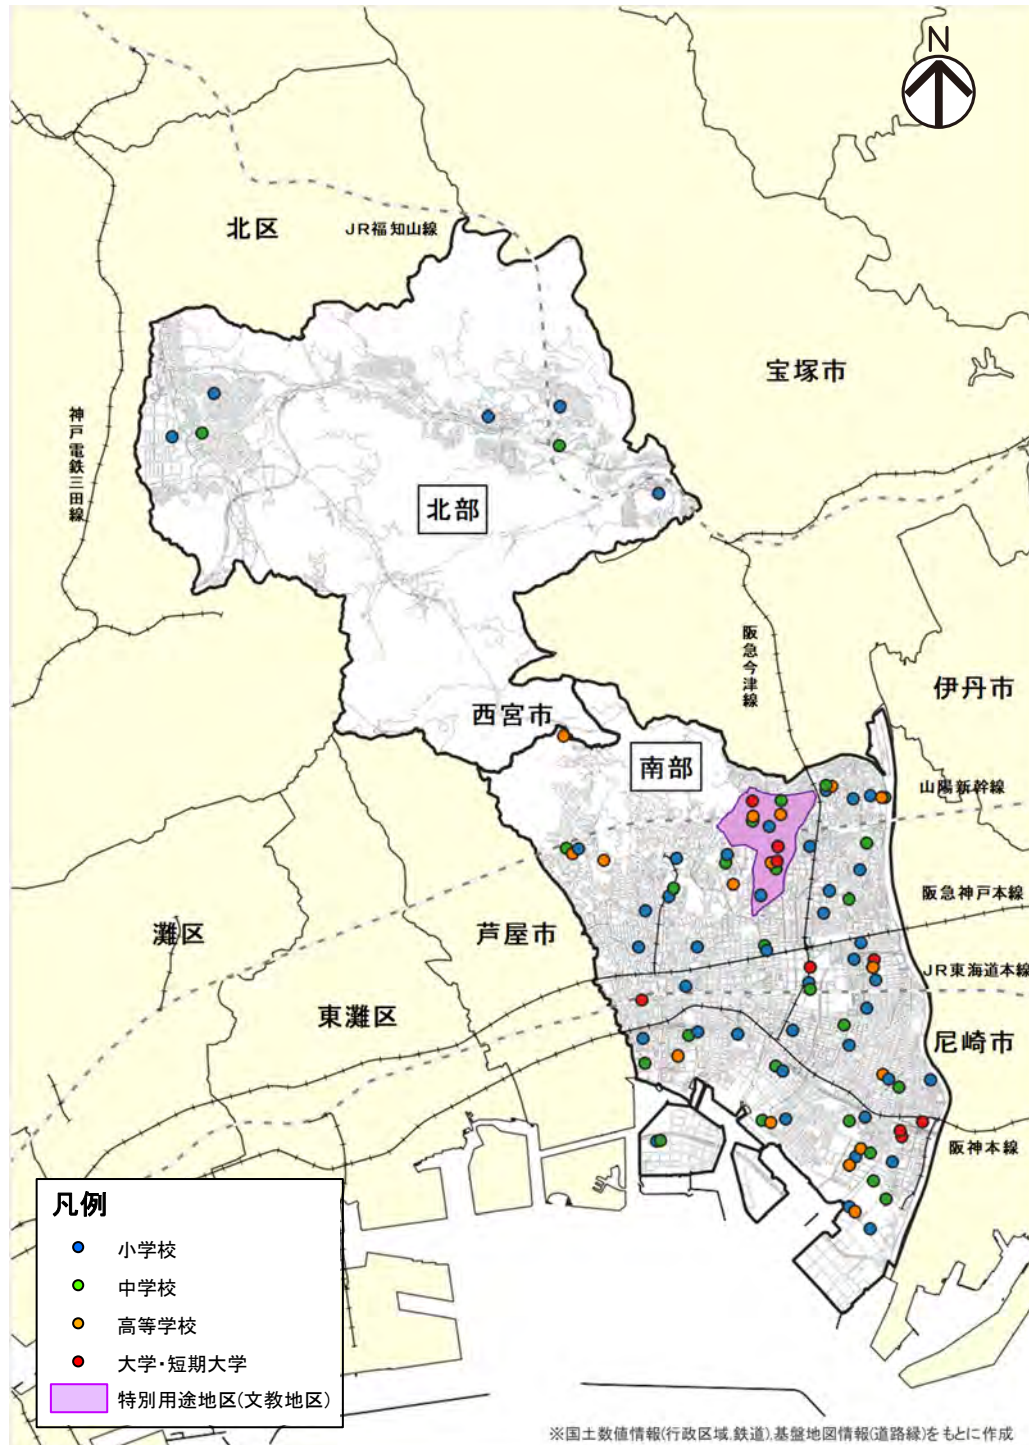 N
北区
JR福知山線
宝塚市
神戸電鉄三田線
北部
阪急今津線
伊丹市
西宮市
南部
山陽新幹線
阪急神戸本線
灘区
芦屋市
JR東海道本線
東灘区
尼崎市
阪神本線
凡例
小学校
中学校
高等学校
大学・短期大学
特別用途地区(文教地区)
※国土数値情報(行政区域,鉄道),基盤地図情報(道路縁)をもとに作成